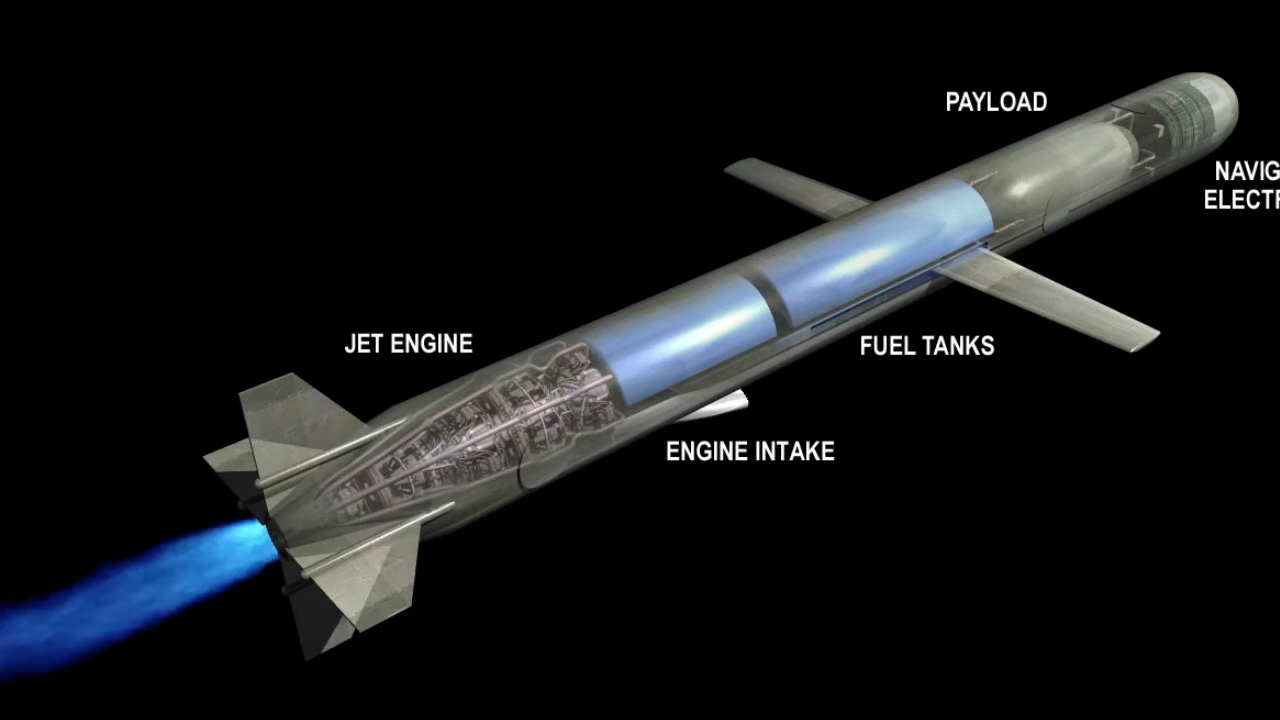 PAYLOAD
NAVIG
ELECTR
JET ENGINE
FUEL TANKS
ENGINE INTAKE